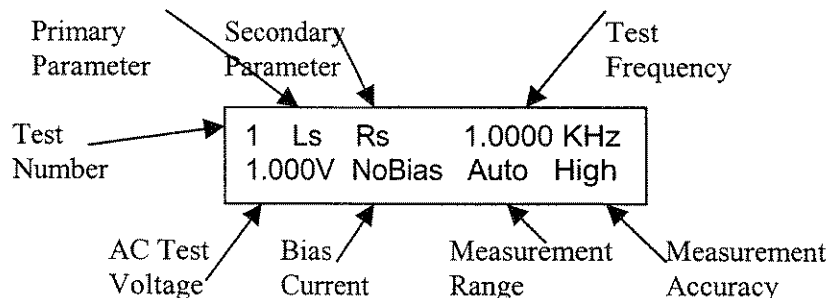 Primary
Parameter
Secondary
Parameter
Test
Frequency
Test
Number
1 Ls Rs 1.0000 KHz
1.000V NoBias Auto High
AC Test
Voltage
Bias
Current
Measurement
Range
Measurement
Accuracy